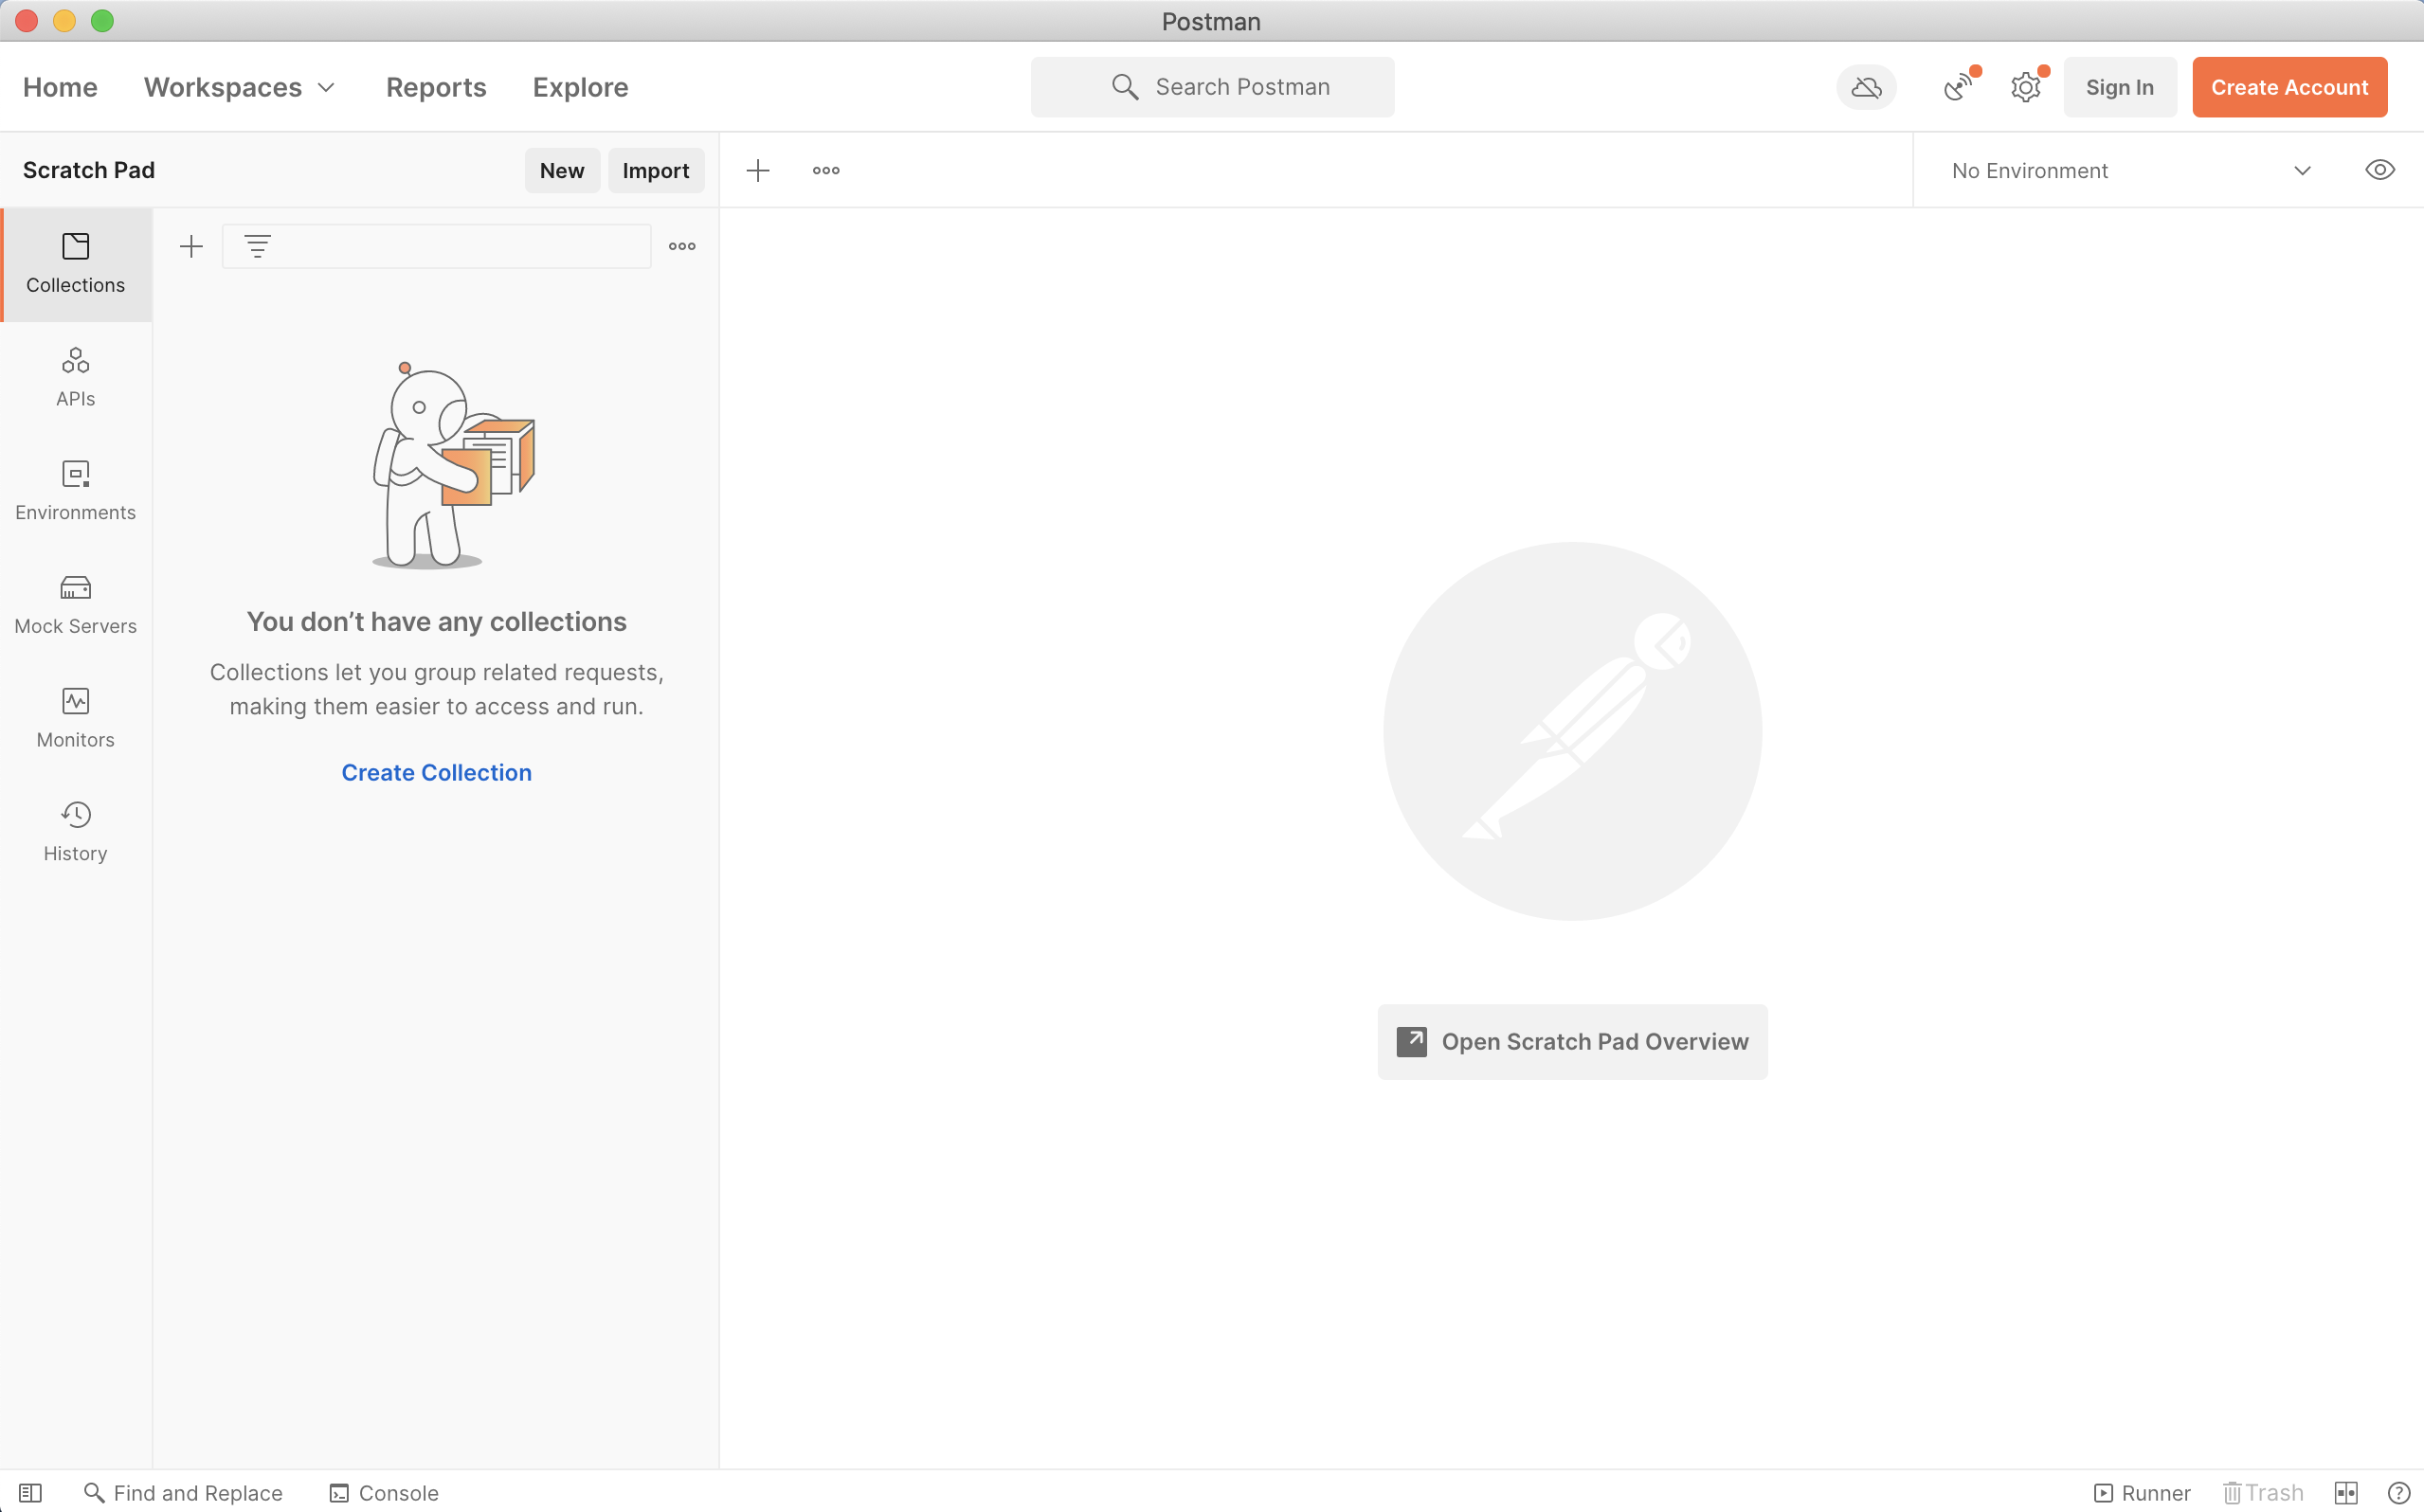 Postman
Home Workspaces Reports Explore Search Postman Sign In Create Account
Scratch Pad New Import No Environment
Collections
APIs
Environments
Mock Servers
Monitors
History
You don’t have any collections
Collections let you group related requests,
making them easier to access and run.
Create Collection
Open Scratch Pad Overview
Find and Replace Console Runner Trash